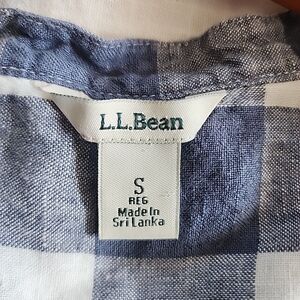 L.L.Bean
S
REG
Made In
Sri Lanka